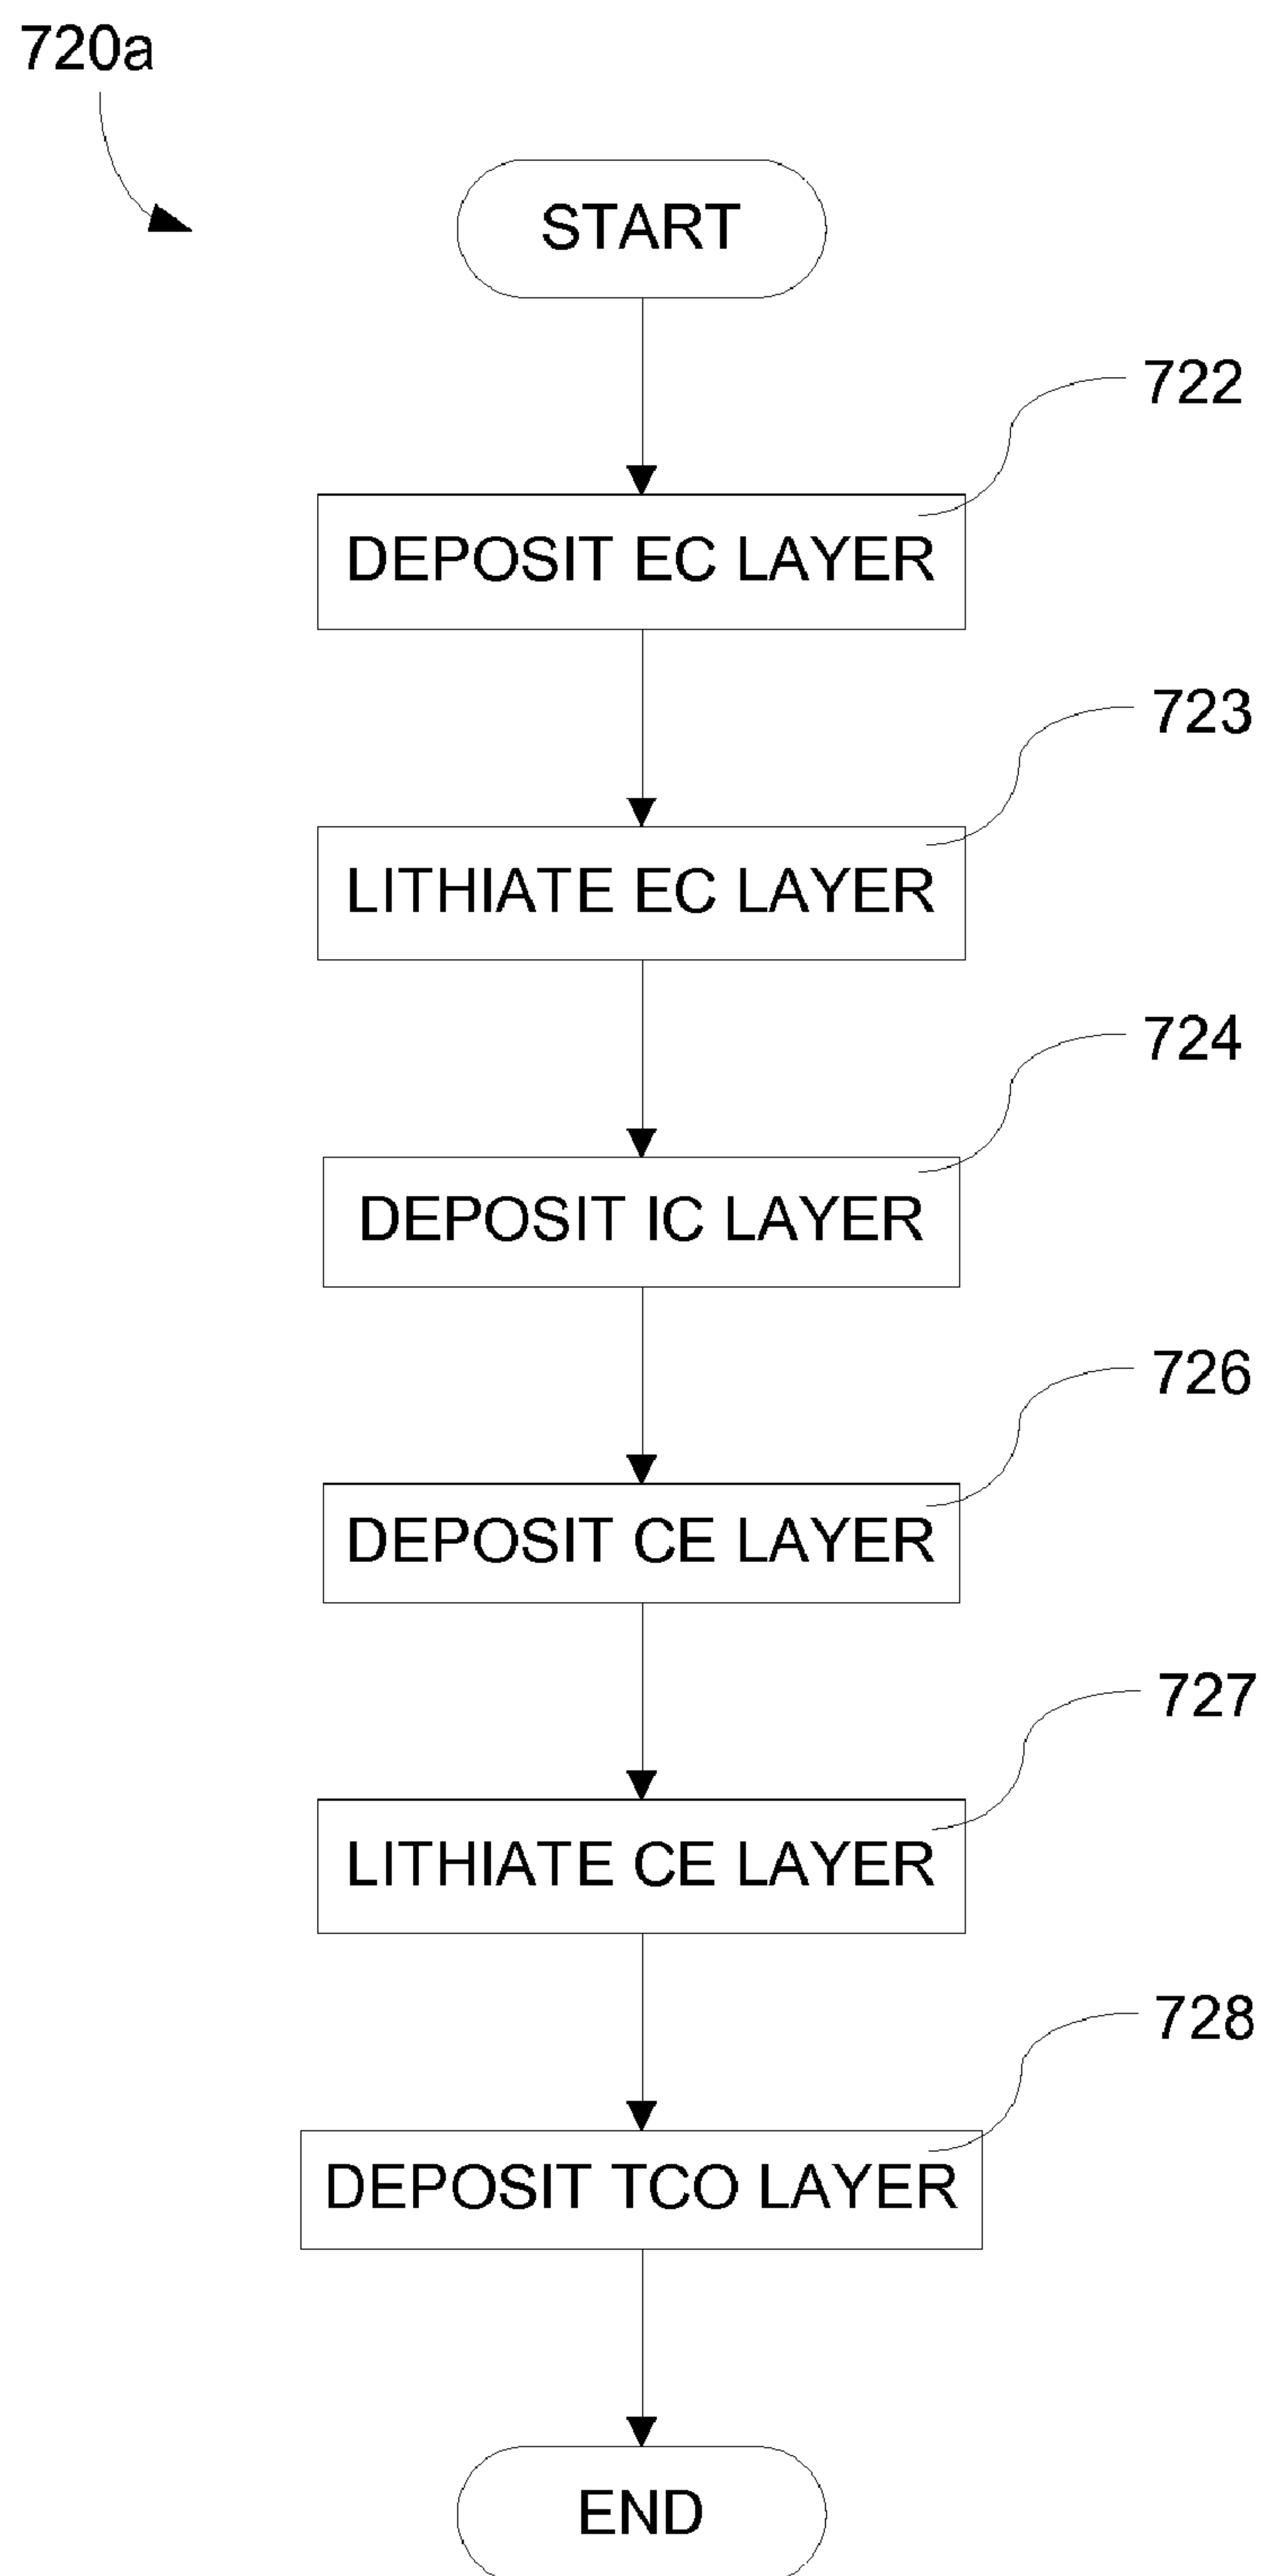 720a
START
722
DEPOSIT EC LAYER
723
LITHIATE EC LAYER
724
DEPOSIT IC LAYER
726
DEPOSIT CE LAYER
727
LITHIATE CE LAYER
728
DEPOSIT TCO LAYER
END